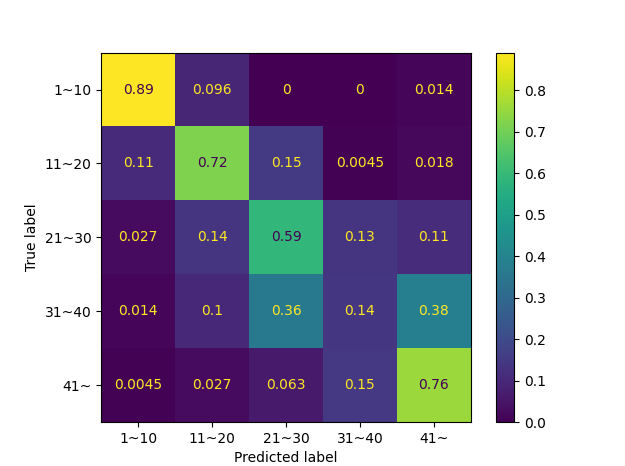 1~10 0.89 0.096 0 0 0.014
11~20 0.11 0.72 0.15 0.0045 0.018
21~30 0.027 0.14 0.59 0.13 0.11
31~40 0.014 0.1 0.36 0.14 0.38
41~ 0.0045 0.027 0.063 0.15 0.76
1~10 11~20 21~30 31~40 41~
Predicted label
True label
0.8
0.7
0.6
0.5
0.4
0.3
0.2
0.1
0.0